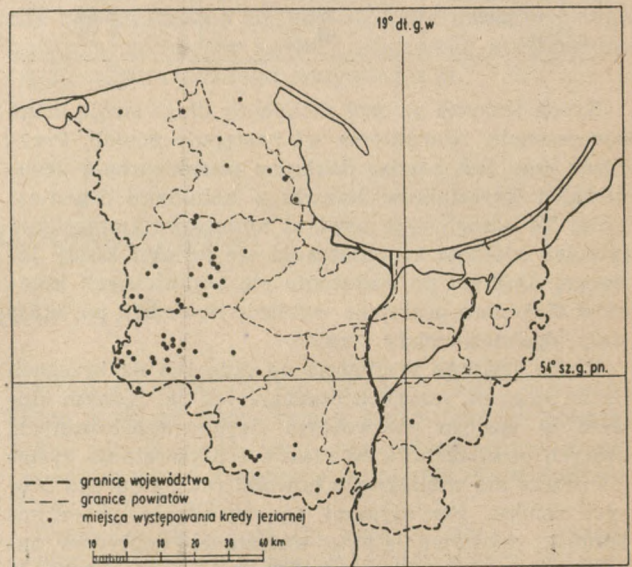 19° dł. g. w
54° sz. g. pn.
granice województwa
granice powiatów
miejsca występowania kredy jeziornej
10 0 10 20 30 40 km